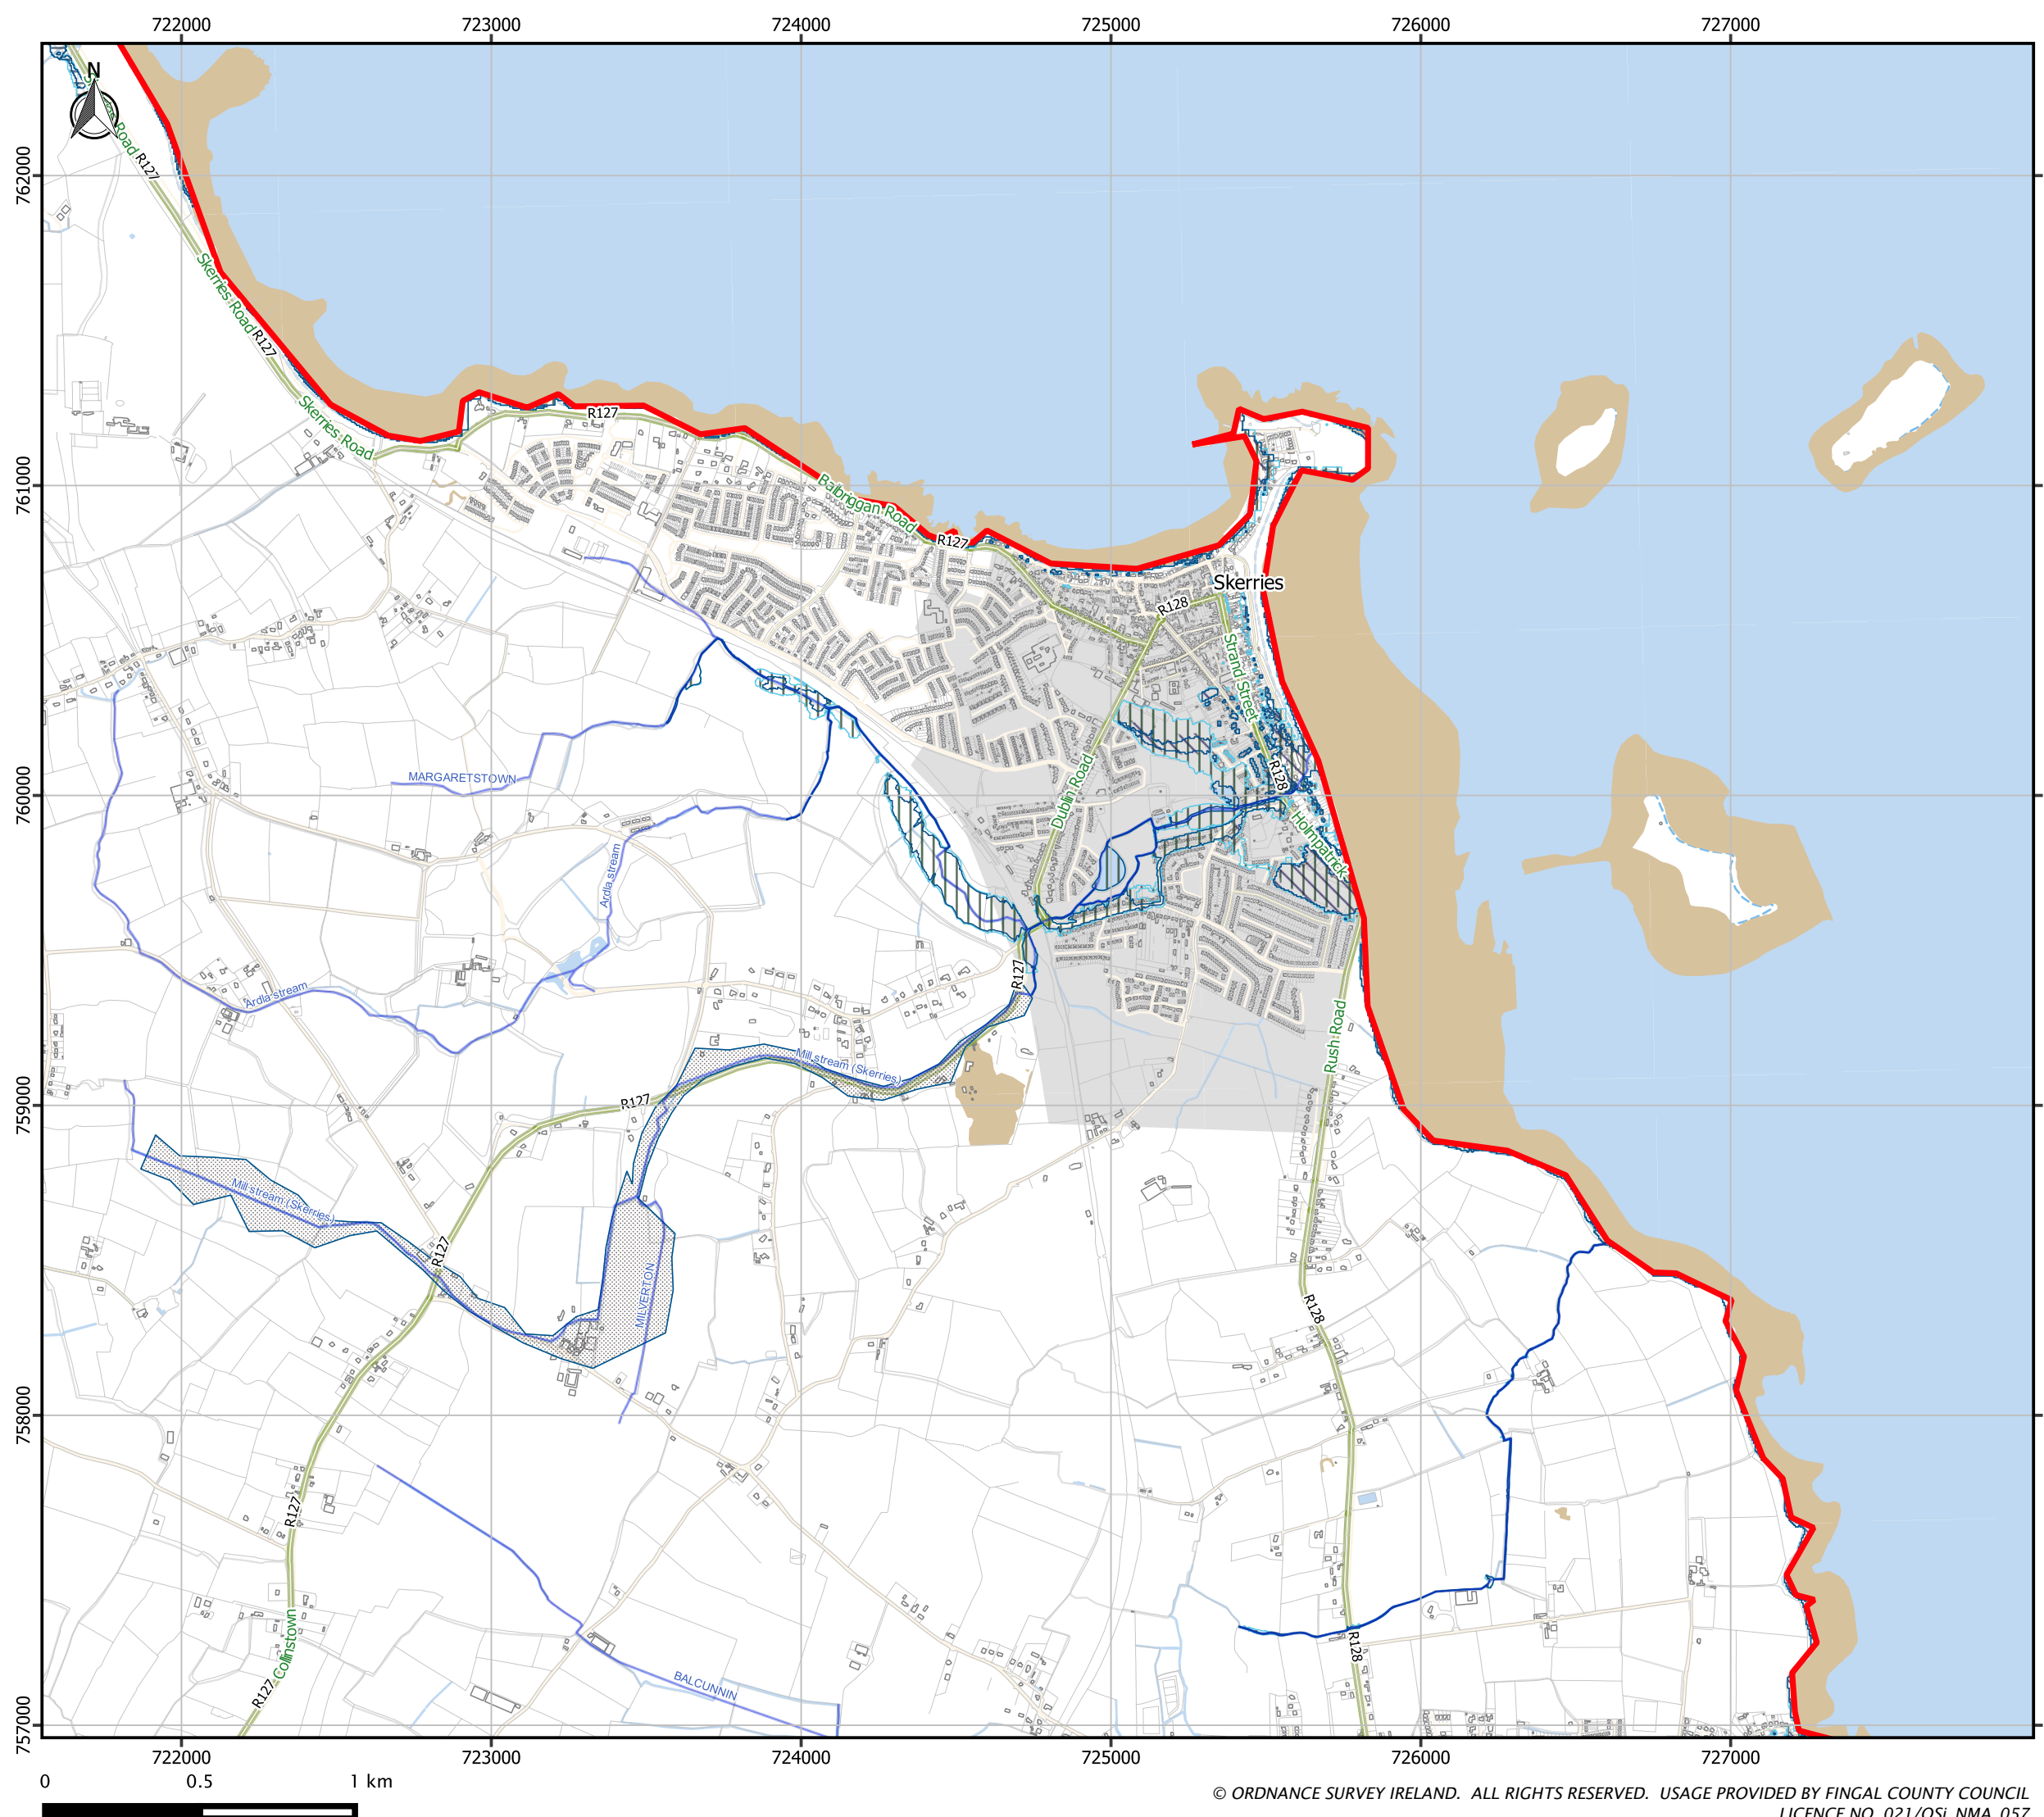 722000 723000 724000 725000 726000 727000
N
Road
R127
762000
Skerries Road
R127
Skerries Road
R127
761000
Balbriggan Road
R127
Skerries
R128
Strand Street
MARGARETSTOWN
R128
760000
Dublin Road
Holmpatrick
Ardla stream
Ardla stream
R127
Rush Road
Mill stream (Skerries)
R127
759000
Mill stream (Skerries)
R127
MILVERTON
R128
758000
R127
Collinstown
R128
BALCUNNIN
R127
757000
722000 723000 724000 725000 726000 727000
0 0.5 1 km
© ORDNANCE SURVEY IRELAND. ALL RIGHTS RESERVED. USAGE PROVIDED BY FINGAL COUNTY COUNCIL
LICENCE NO. 021/OSi_NMA_057